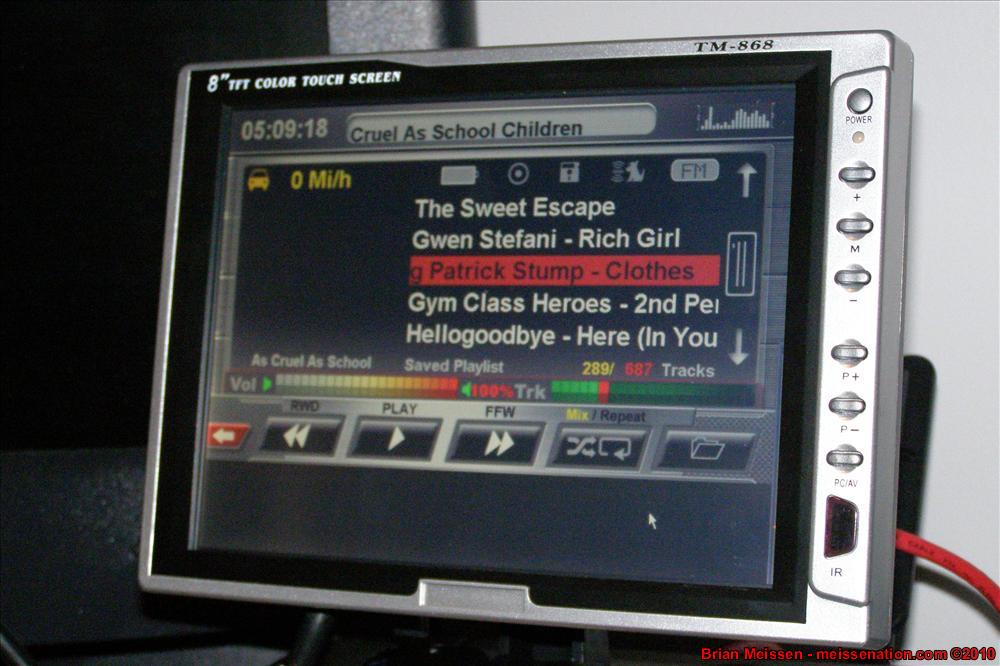 TM-868
8" TFT COLOR TOUCH SCREEN
05:09:18 Cruel As School Children
POWER
0 Mi/h FM
+
The Sweet Escape
Gwen Stefani - Rich Girl
M
g Patrick Stump - Clothes
-
Gym Class Heroes - 2nd Per
Hellogoodbye - Here (In You
As Cruel As School Saved Playlist 289/ 687 Tracks
P+
Vol 100% Trk
RWD PLAY FFW Mix / Repeat
P-
PC/AV
IR
Brian Meissen - meissenation.com ©2010